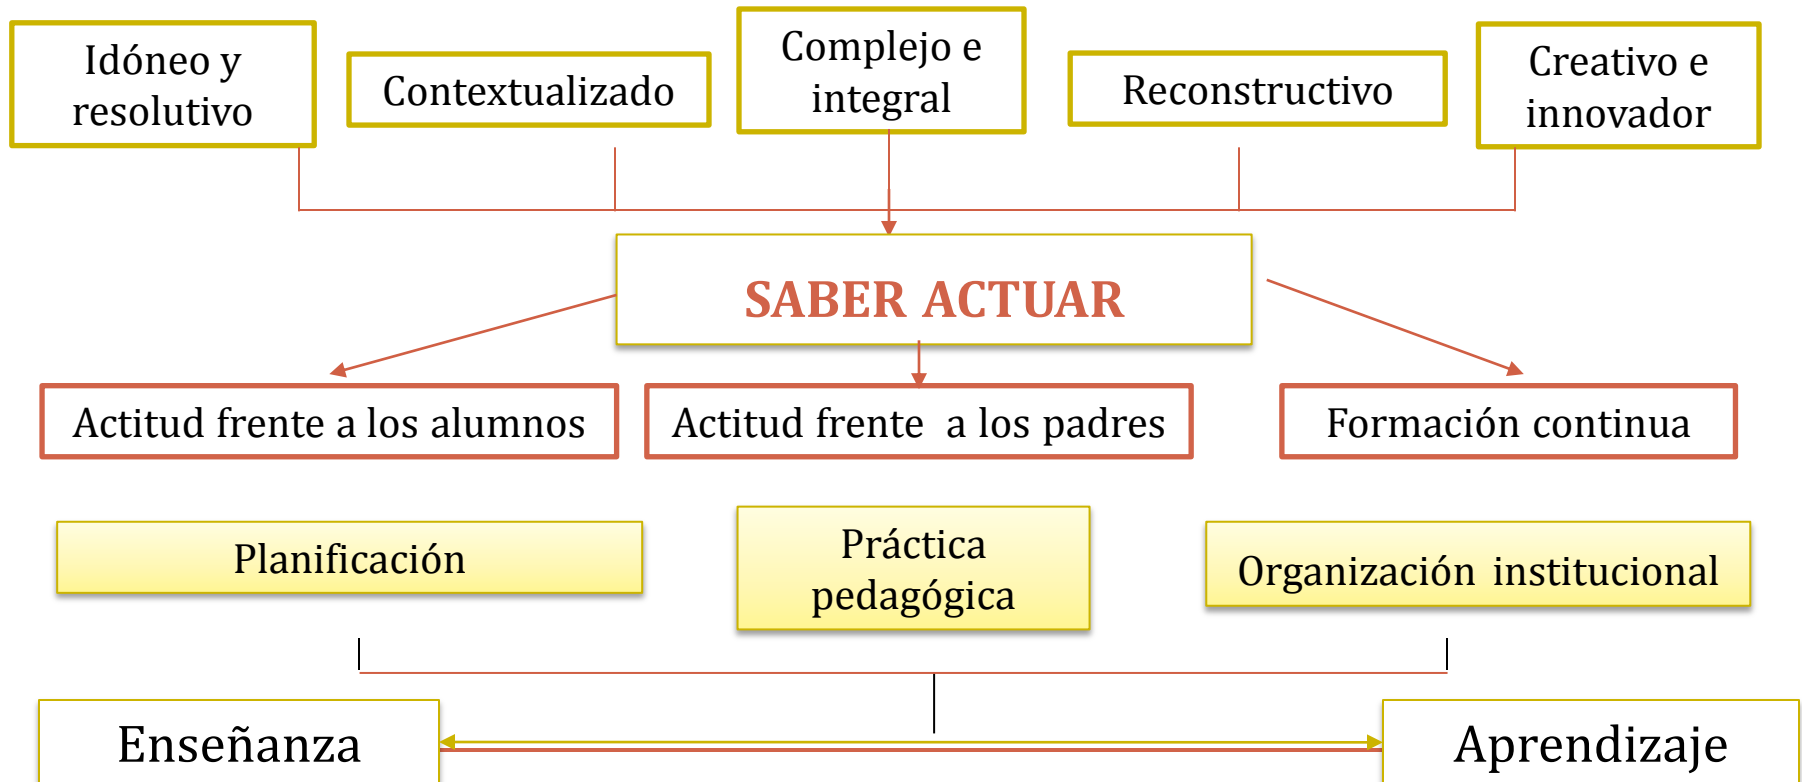 Idóneo y
resolutivo
Contextualizado
Complejo e
integral
Reconstructivo
Creativo e
innovador
SABER ACTUAR
Actitud frente a los alumnos
Actitud frente a los padres
Formación continua
Planificación
Práctica
pedagógica
Organización institucional
Enseñanza
Aprendizaje